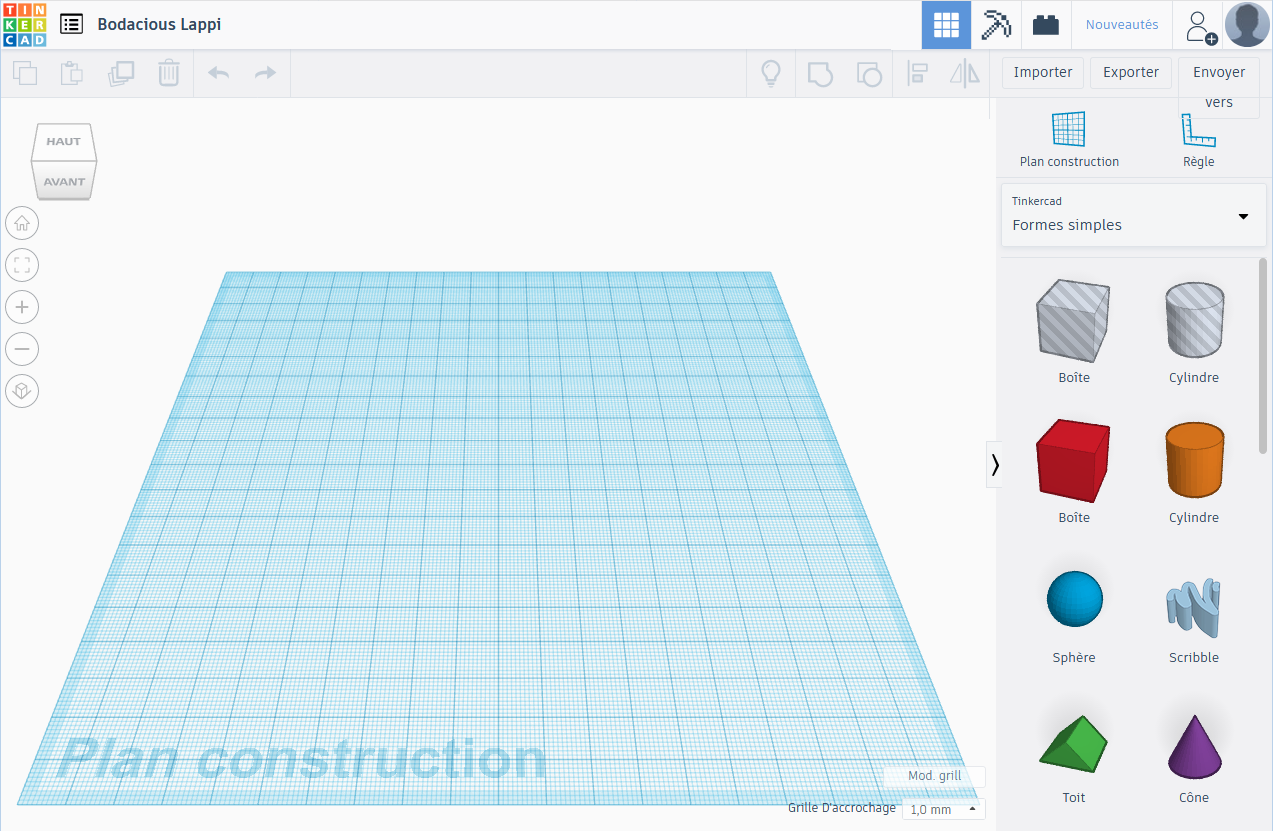 TIN
KER
CAD
Bodacious Lappi
Nouveautés
Importer
Exporter
Envoyer
vers
HAUT
AVANT
Plan construction
Règle
Tinkercad
Formes simples
Boîte
Cylindre
Boîte
Cylindre
Sphère
Scribble
Toit
Cône
Plan construction
Mod. grill
Grille D'accrochage
1,0 mm